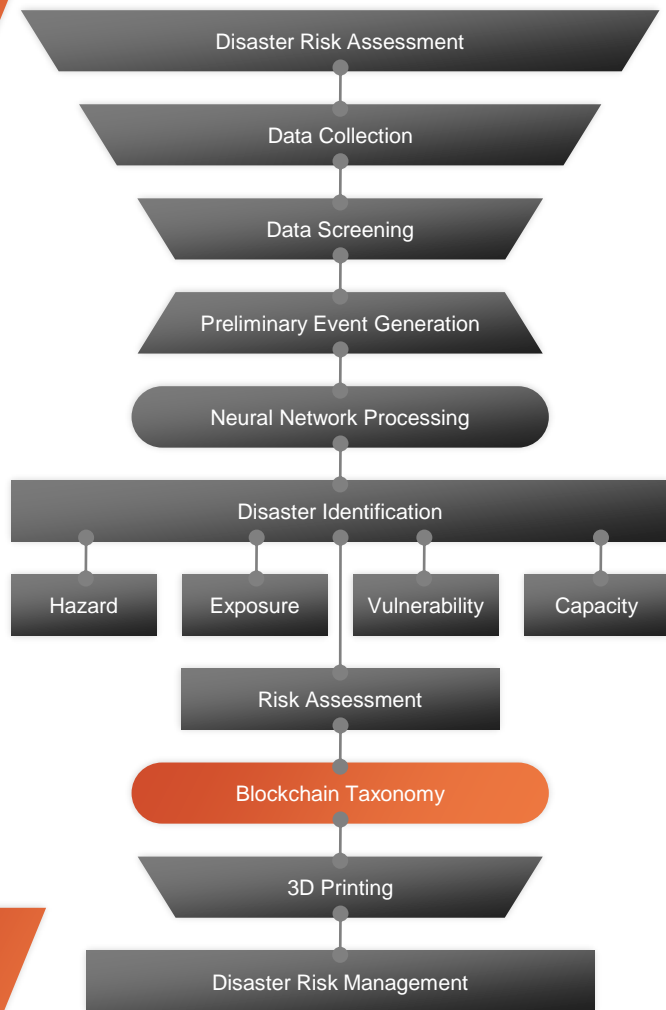 Disaster Risk Assessment
Data Collection
Data Screening
Preliminary Event Generation
Neural Network Processing
Disaster Identification
Hazard
Exposure
Vulnerability
Capacity
Risk Assessment
Blockchain Taxonomy
3D Printing
Disaster Risk Management